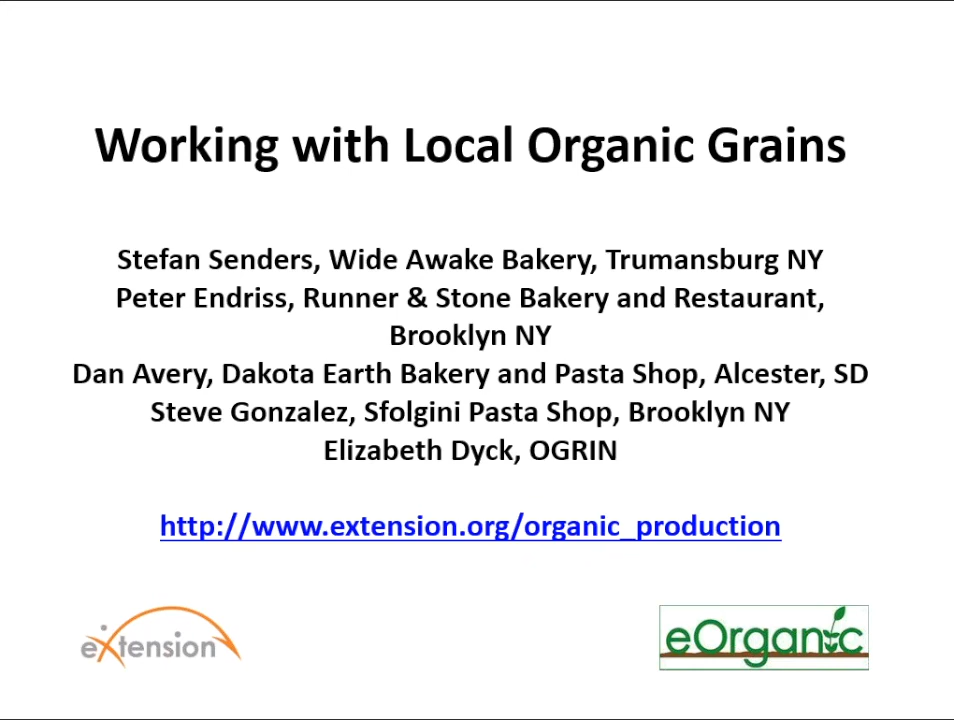 Working with Local Organic Grains
Stefan Senders, Wide Awake Bakery, Trumansburg NY
Peter Endriss, Runner & Stone Bakery and Restaurant,
Brooklyn NY
Dan Avery, Dakota Earth Bakery and Pasta Shop, Alcester, SD
Steve Gonzalez, Sfolgini Pasta Shop, Brooklyn NY
Elizabeth Dyck, OGRIN
http://www.extension.org/organic_production
eXtension
eOrganic